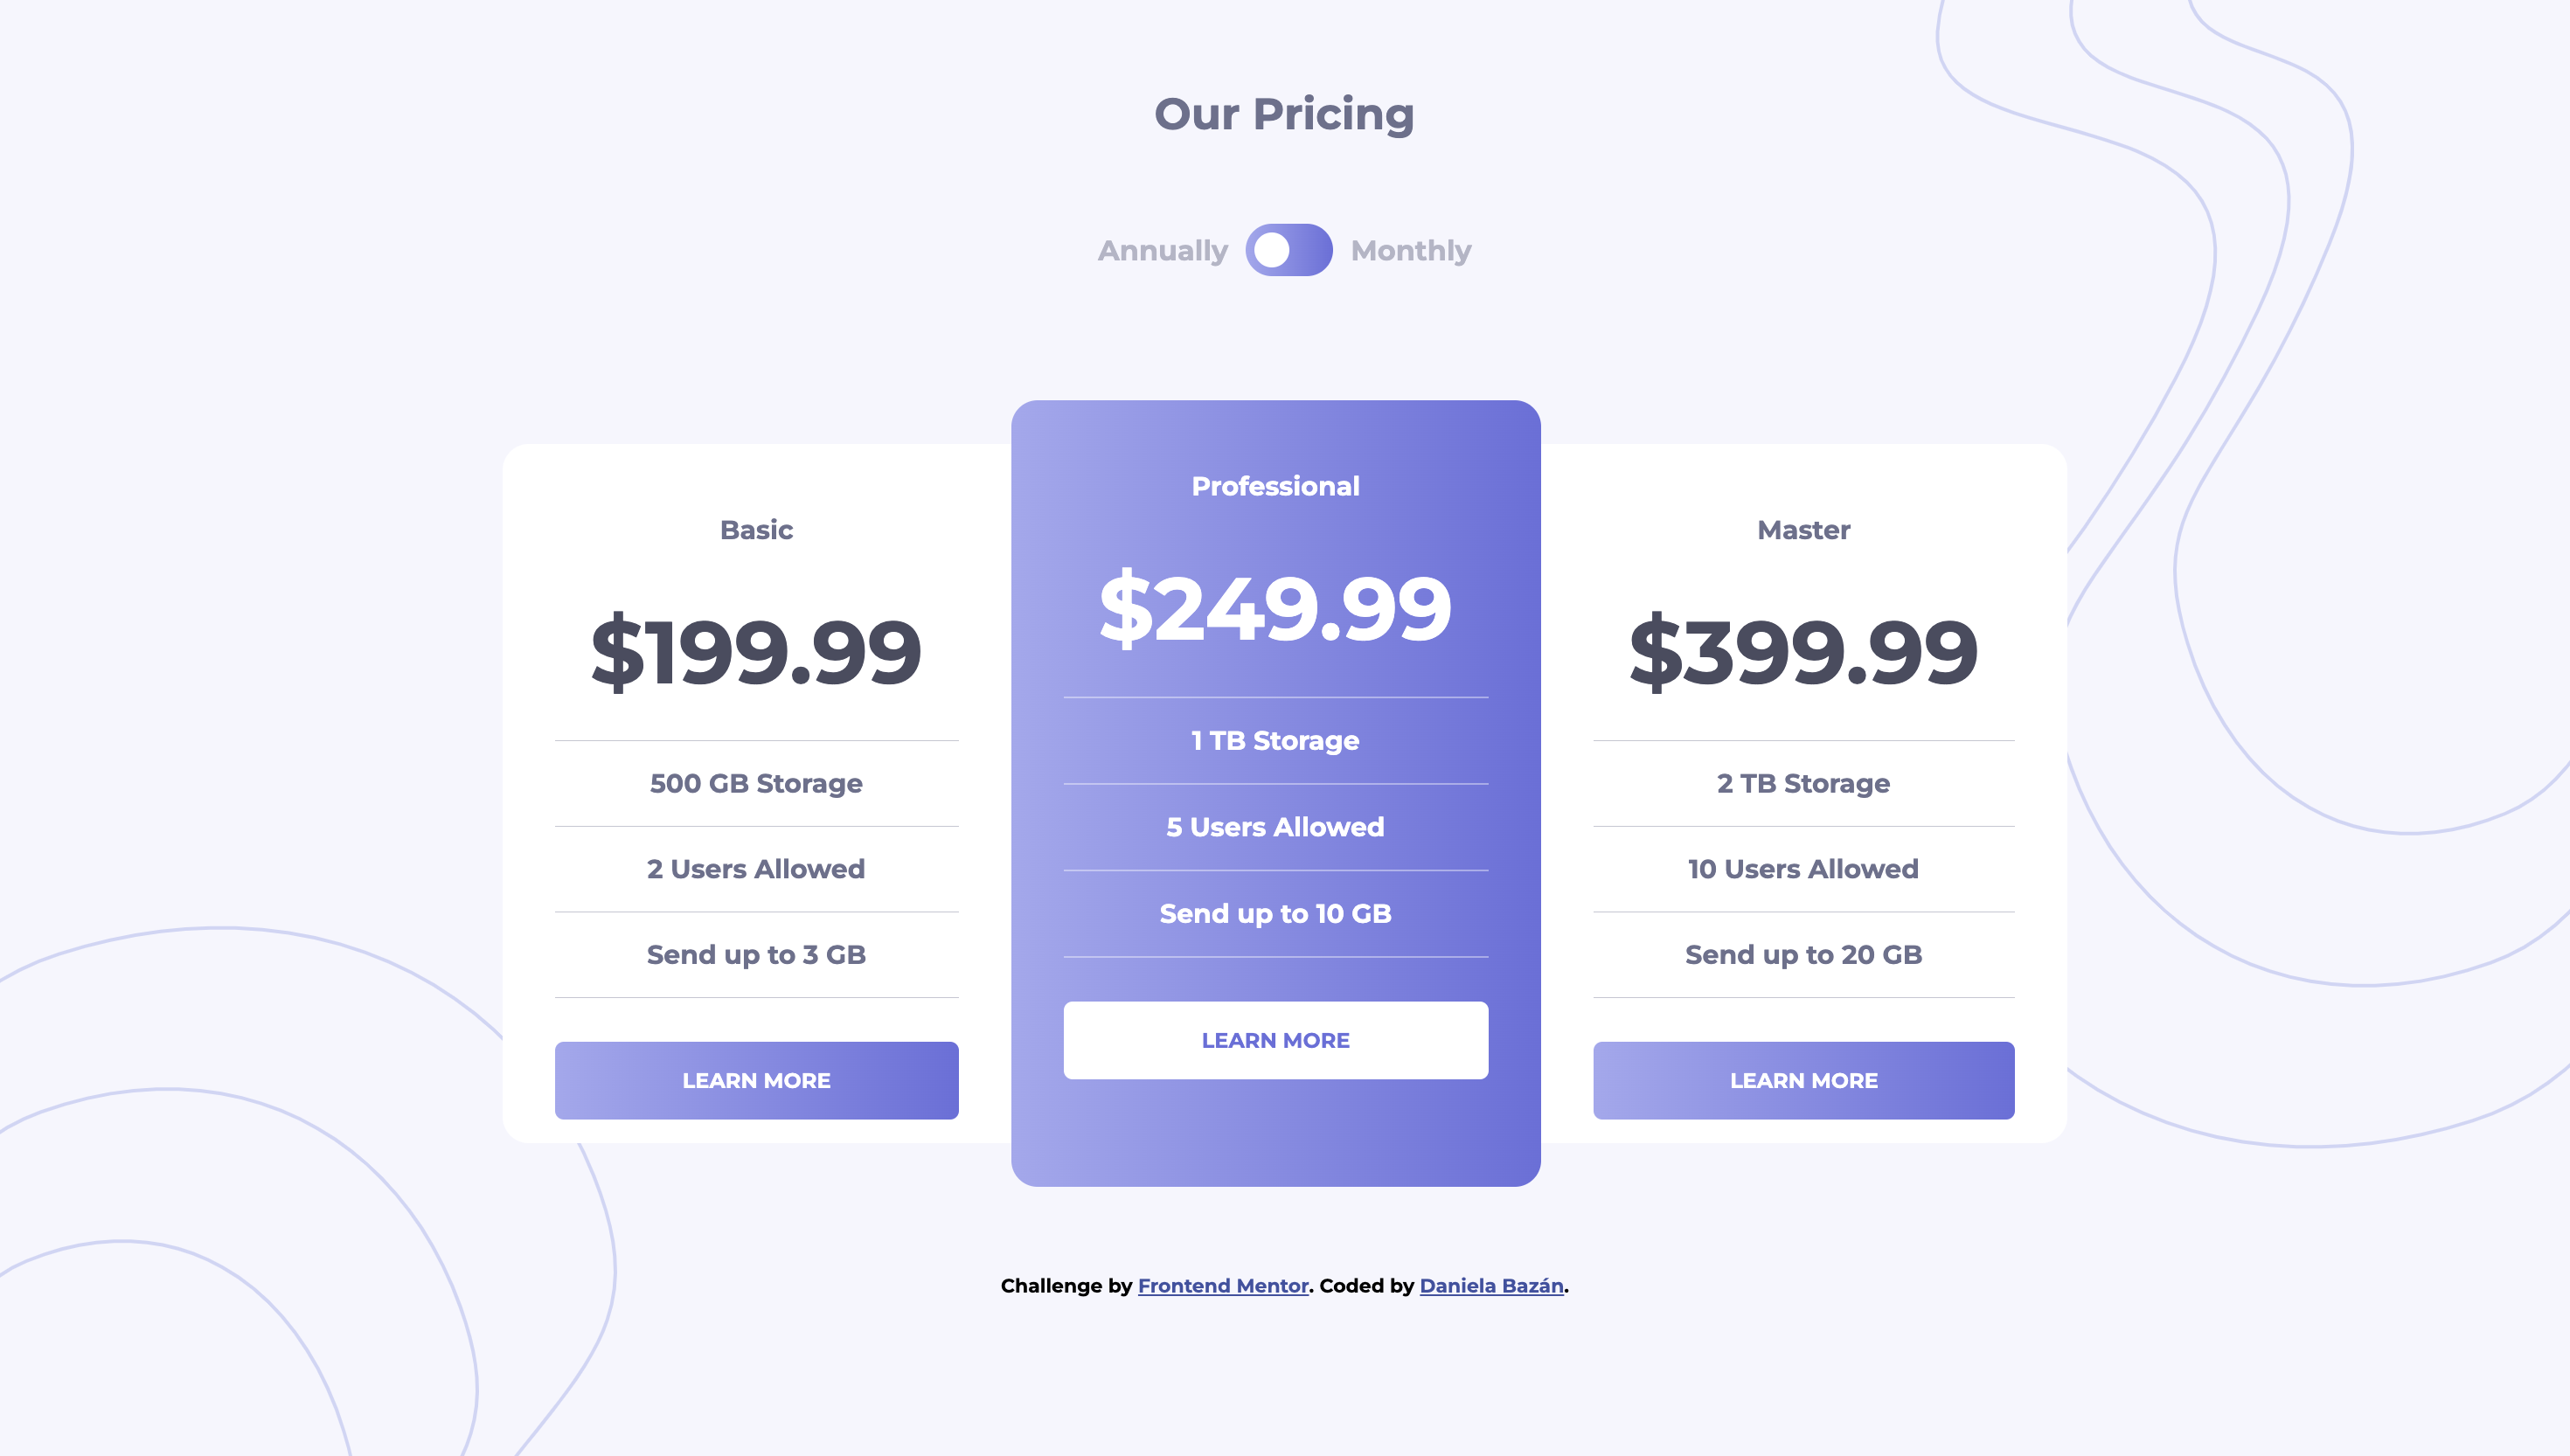 Our Pricing
Annually Monthly
Basic
$199.99
500 GB Storage
2 Users Allowed
Send up to 3 GB
LEARN MORE
Professional
$249.99
1 TB Storage
5 Users Allowed
Send up to 10 GB
LEARN MORE
Master
$399.99
2 TB Storage
10 Users Allowed
Send up to 20 GB
LEARN MORE
Challenge by Frontend Mentor. Coded by Daniela Bazán.